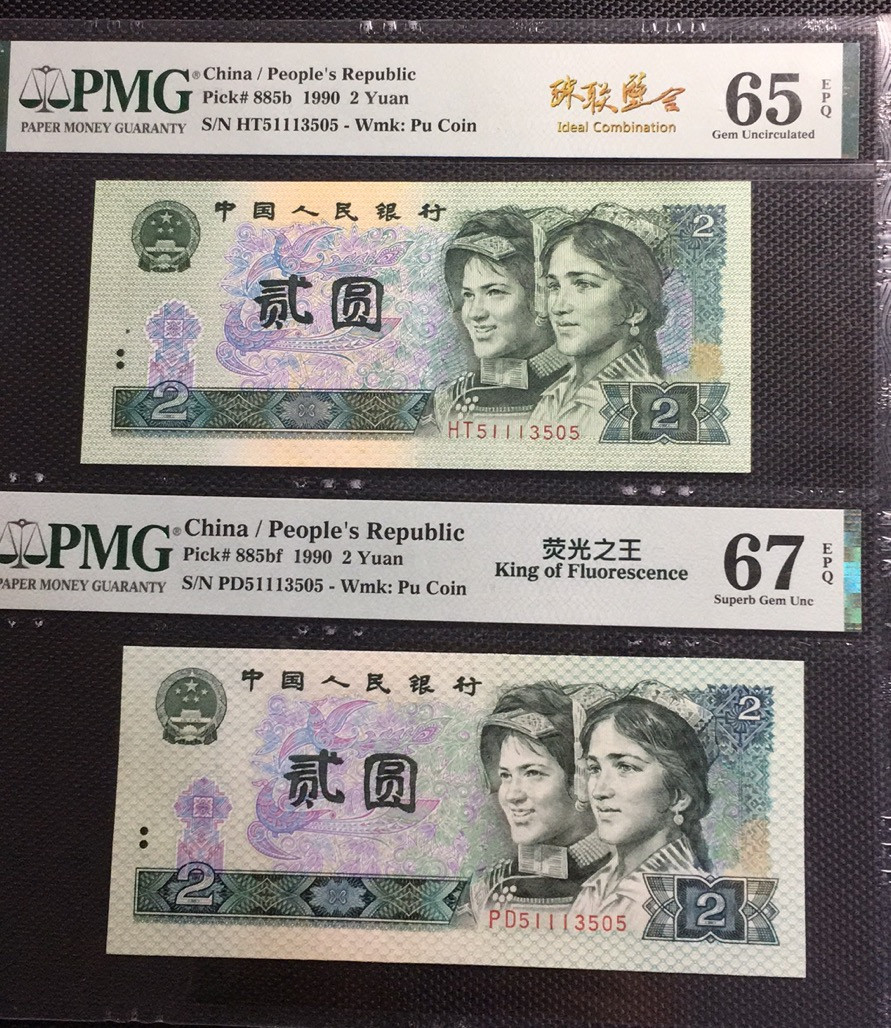 PMG® China / People's Republic
Pick# 885b 1990 2 Yuan
PAPER MONEY GUARANTY S/N HT51113505 - Wmk: Pu Coin
珠联璧合
Ideal Combination
65 EPQ
Gem Uncirculated
中国人民银行
2
贰圆
2
2
HT51113505
PMG® China / People's Republic
Pick# 885bf 1990 2 Yuan
PAPER MONEY GUARANTY S/N PD51113505 - Wmk: Pu Coin
荧光之王
King of Fluorescence
67 EPQ
Superb Gem Unc
中国人民银行
2
贰圆
2
2
PD51113505